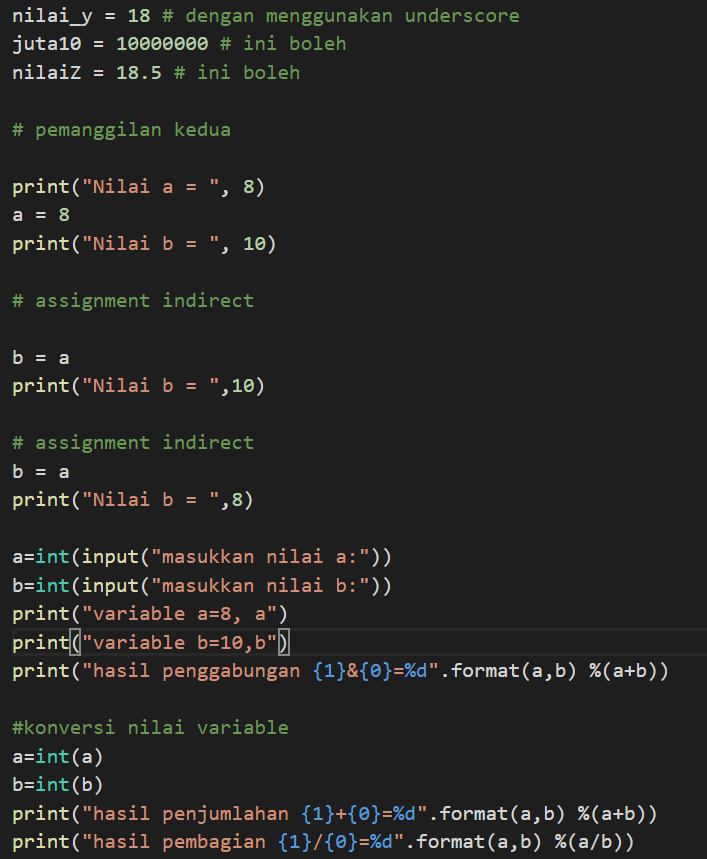 nilai_y = 18 # dengan menggunakan underscore
juta10 = 10000000 # ini boleh
nilaiZ = 18.5 # ini boleh
# pemanggilan kedua
print("Nilai a = ", 8)
a = 8
print("Nilai b = ", 10)
# assignment indirect
b = a
print("Nilai b = ",10)
# assignment indirect
b = a
print("Nilai b = ",8)
a=int(input("masukkan nilai a:"))
b=int(input("masukkan nilai b:"))
print("variable a=8, a")
print("variable b=10,b")
print("hasil penggabungan {1}&{0}=%d".format(a,b) %(a+b))
#konversi nilai variable
a=int(a)
b=int(b)
print("hasil penjumlahan {1}+{0}=%d".format(a,b) %(a+b))
print("hasil pembagian {1}/{0}=%d".format(a,b) %(a/b))